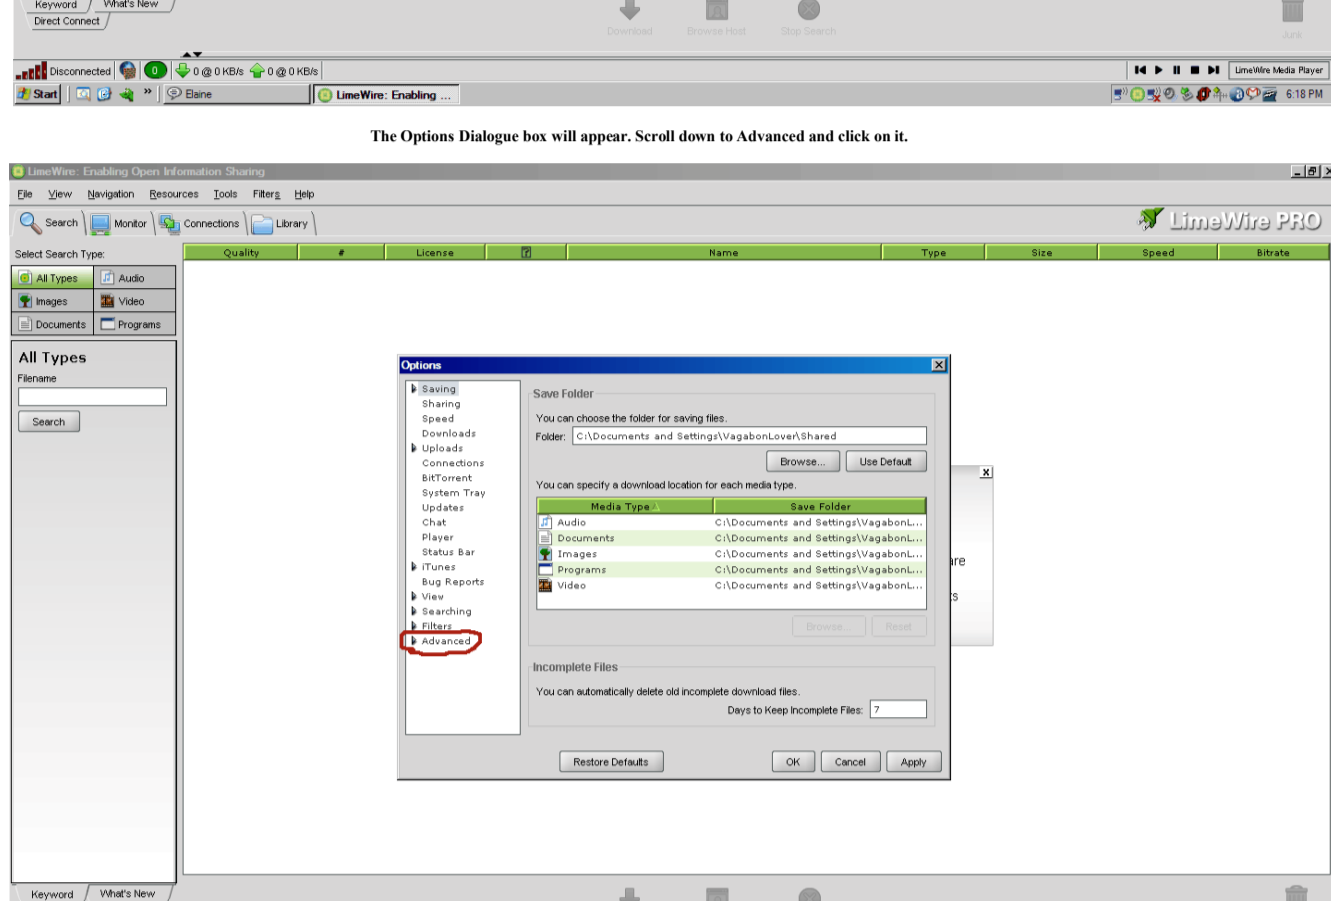 Keyword What's New
Direct Connect
Download Browse Host Stop Search Junk
Disconnected 0 0 @ 0 KB/s 0 @ 0 KB/s LimeWire Media Player
Start » Elaine LimeWire: Enabling ... 6:18 PM
The Options Dialogue box will appear. Scroll down to Advanced and click on it.
LimeWire: Enabling Open Information Sharing
File View Navigation Resources Tools Filters Help
Search Monitor Connections Library LimeWire PRO
Select Search Type:
Quality # License ? Name Type Size Speed Bitrate
All Types Audio
Images Video
Documents Programs
All Types
Filename
Search
Options
Saving
Sharing
Speed
Downloads
Uploads
Connections
BitTorrent
System Tray
Updates
Chat
Player
Status Bar
iTunes
Bug Reports
View
Searching
Filters
Advanced
Save Folder
You can choose the folder for saving files.
Folder: C:\Documents and Settings\VagabonLover\Shared
Browse... Use Default
You can specify a download location for each media type.
Media Type Save Folder
Audio C:\Documents and Settings\VagabonL...
Documents C:\Documents and Settings\VagabonL...
Images C:\Documents and Settings\VagabonL...
Programs C:\Documents and Settings\VagabonL...
Video C:\Documents and Settings\VagabonL...
Browse... Reset
Incomplete Files
You can automatically delete old incomplete download files.
Days to Keep Incomplete Files: 7
Restore Defaults OK Cancel Apply
Keyword What's New